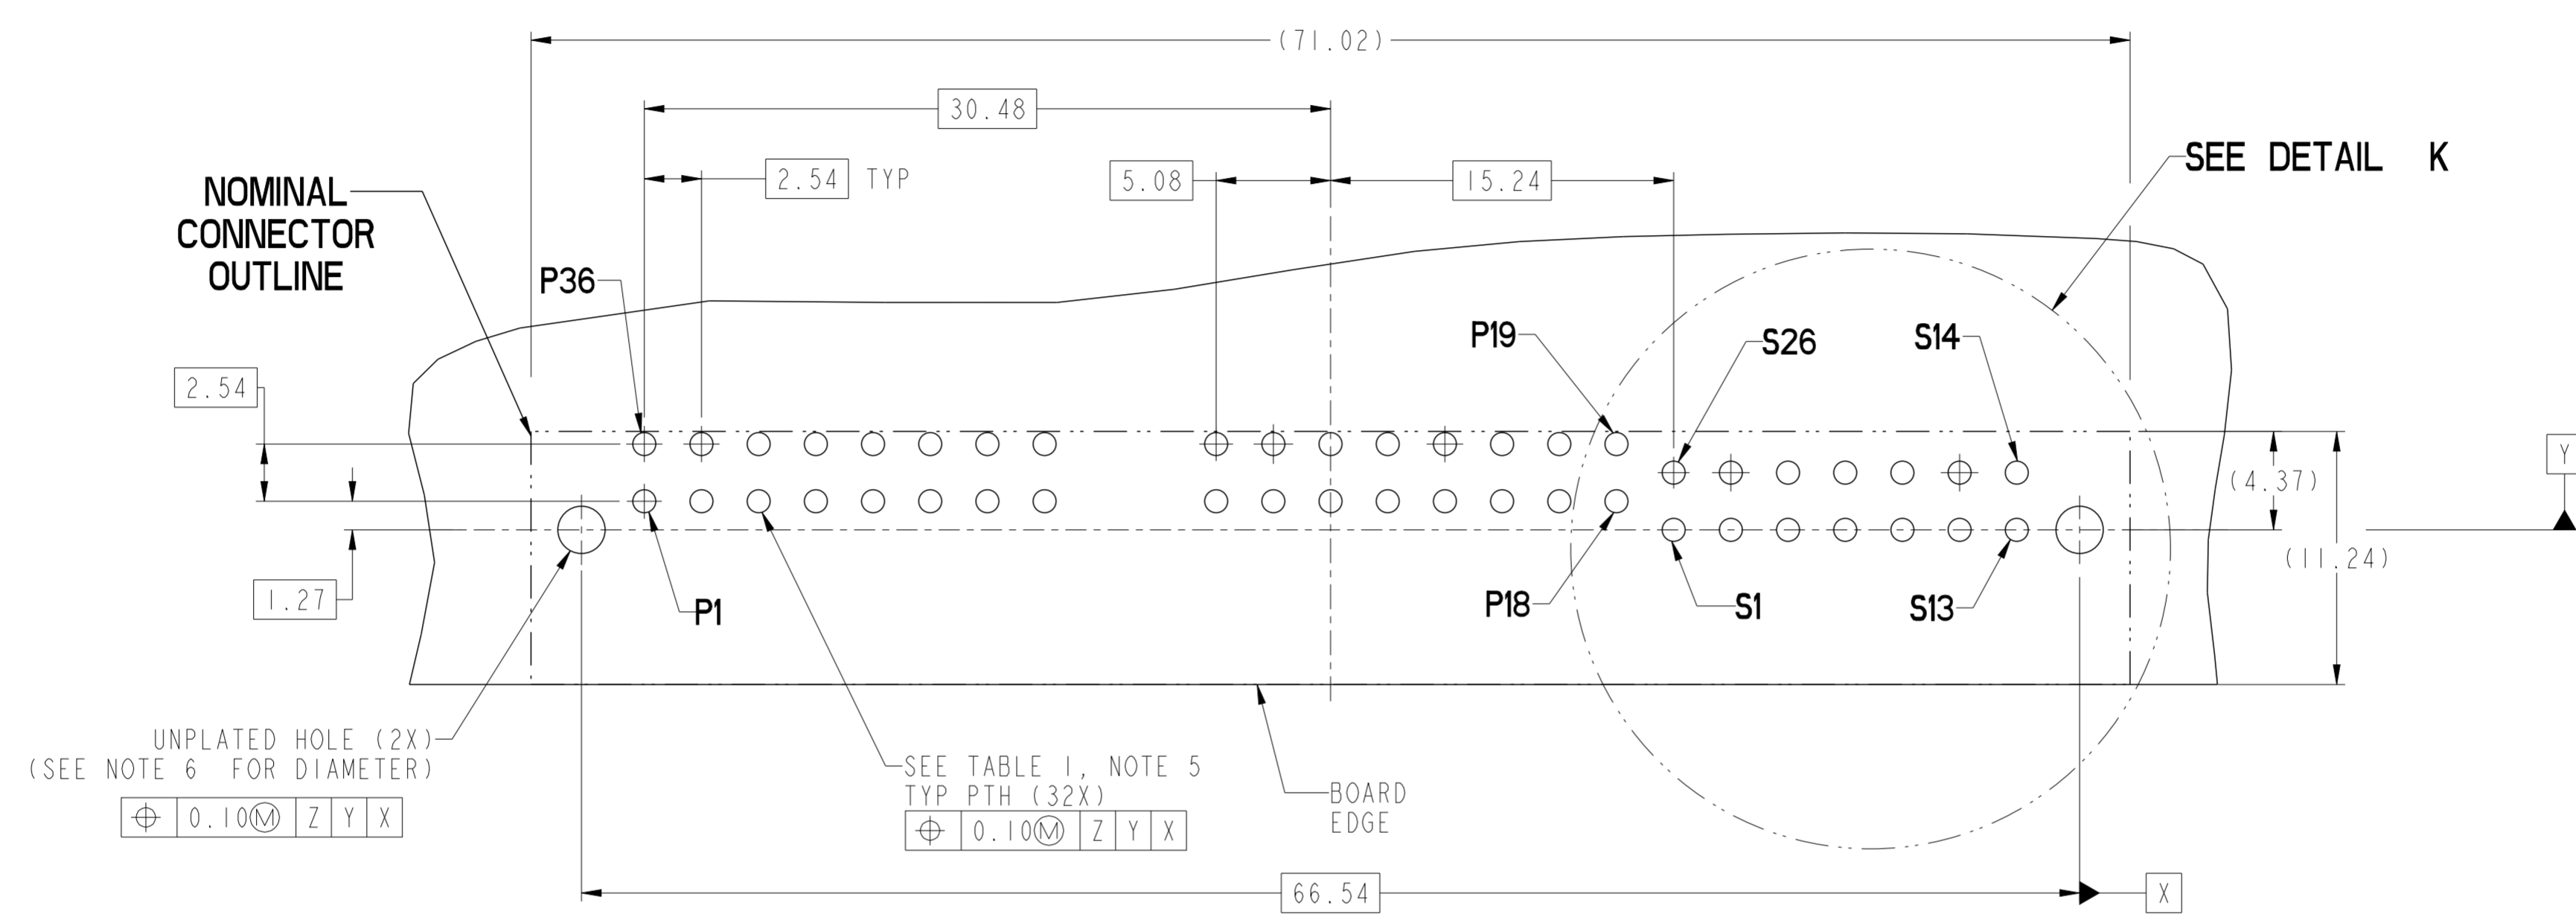 (71.02)
30.48
2.54 TYP
5.08
15.24
SEE DETAIL K
NOMINAL
CONNECTOR
OUTLINE
P36
P19
S26
S14
2.54
Y
(4.37)
(11.24)
1.27
P1
P18
S1
S13
UNPLATED HOLE (2X)
(SEE NOTE 6 FOR DIAMETER)
⌖ 0.10Ⓜ Z Y X
SEE TABLE 1, NOTE 5
TYP PTH (32X)
⌖ 0.10Ⓜ Z Y X
BOARD
EDGE
66.54
X